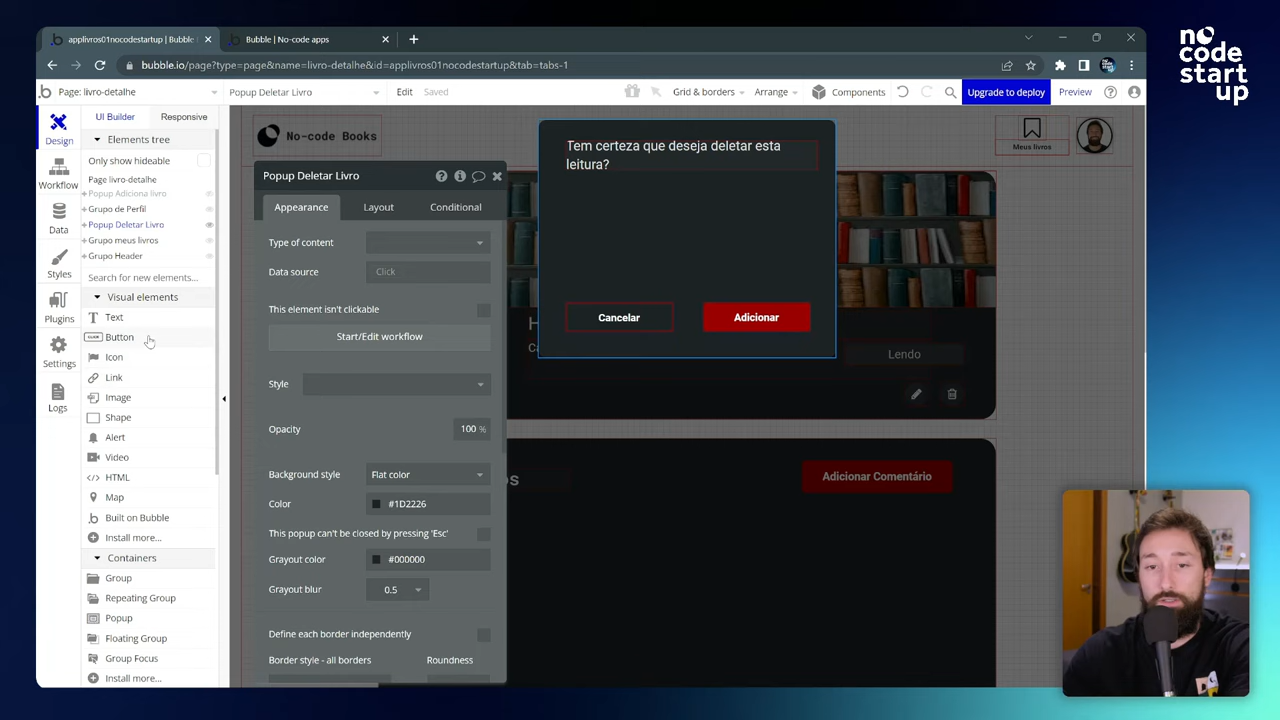 applivros01nocodestartup | Bubble
Bubble | No-code apps
bubble.io/page?type=page&name=livro-detalhe&id=applivros01nocodestartup&tab=tabs-1
no
code
start
up
Page: livro-detalhe
Popup Deletar Livro
Edit
Saved
Grid & borders
Arrange
Components
Upgrade to deploy
Preview
Design
Workflow
Data
Styles
Plugins
Settings
Logs
UI Builder
Responsive
Elements tree
Only show hideable
Page livro-detalhe
Popup Adiciona livro
Grupo de Perfil
Popup Deletar Livro
Grupo meus livros
Grupo Header
Search for new elements...
Visual elements
Text
Button
Icon
Link
Image
Shape
Alert
Video
HTML
Map
Built on Bubble
Install more...
Containers
Group
Repeating Group
Popup
Floating Group
Group Focus
Install more...
Popup Deletar Livro
Appearance
Layout
Conditional
Type of content
Data source
Click
This element isn't clickable
Start/Edit workflow
Style
Opacity
100 %
Background style
Flat color
Color
#1D2226
This popup can't be closed by pressing 'Esc'
Grayout color
#000000
Grayout blur
0.5
Define each border independently
Border style - all borders
Roundness
No-code Books
Meus livros
Tem certeza que deseja deletar esta
leitura?
Cancelar
Adicionar
Lendo
Adicionar Comentário